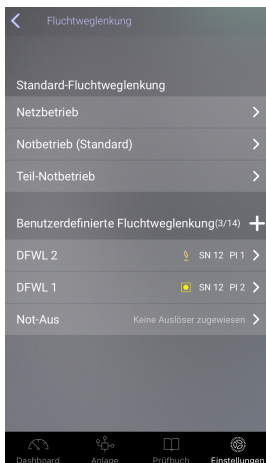 Fluchtweglenkung
Standard-Fluchtweglenkung
Netzbetrieb
Notbetrieb (Standard)
Teil-Notbetrieb
Benutzerdefinierte Fluchtweglenkung(3/14)
DFWL 2 SN 12 PI 1
DFWL 1 SN 12 PI 2
Not-Aus Keine Auslöser zugewiesen
Dashboard Anlage Prüfbuch Einstellungen